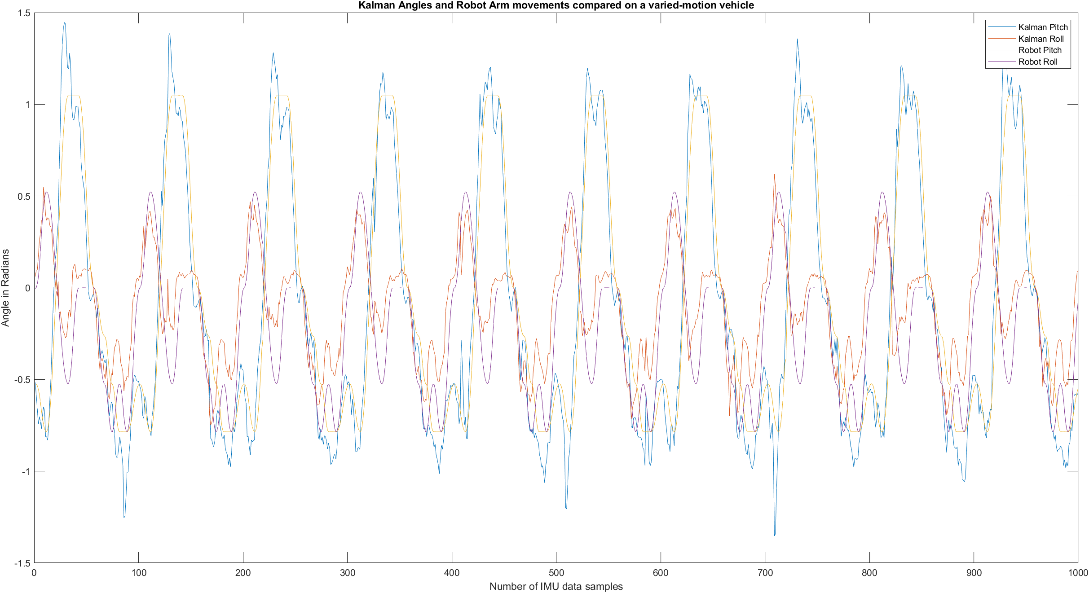 Kalman Angles and Robot Arm movements compared on a varied-motion vehicle
Kalman Pitch
Kalman Roll
Robot Pitch
Robot Roll
1.5
1
0.5
0
-0.5
-1
-1.5
Angle in Radians
0 100 200 300 400 500 600 700 800 900 1000
Number of IMU data samples